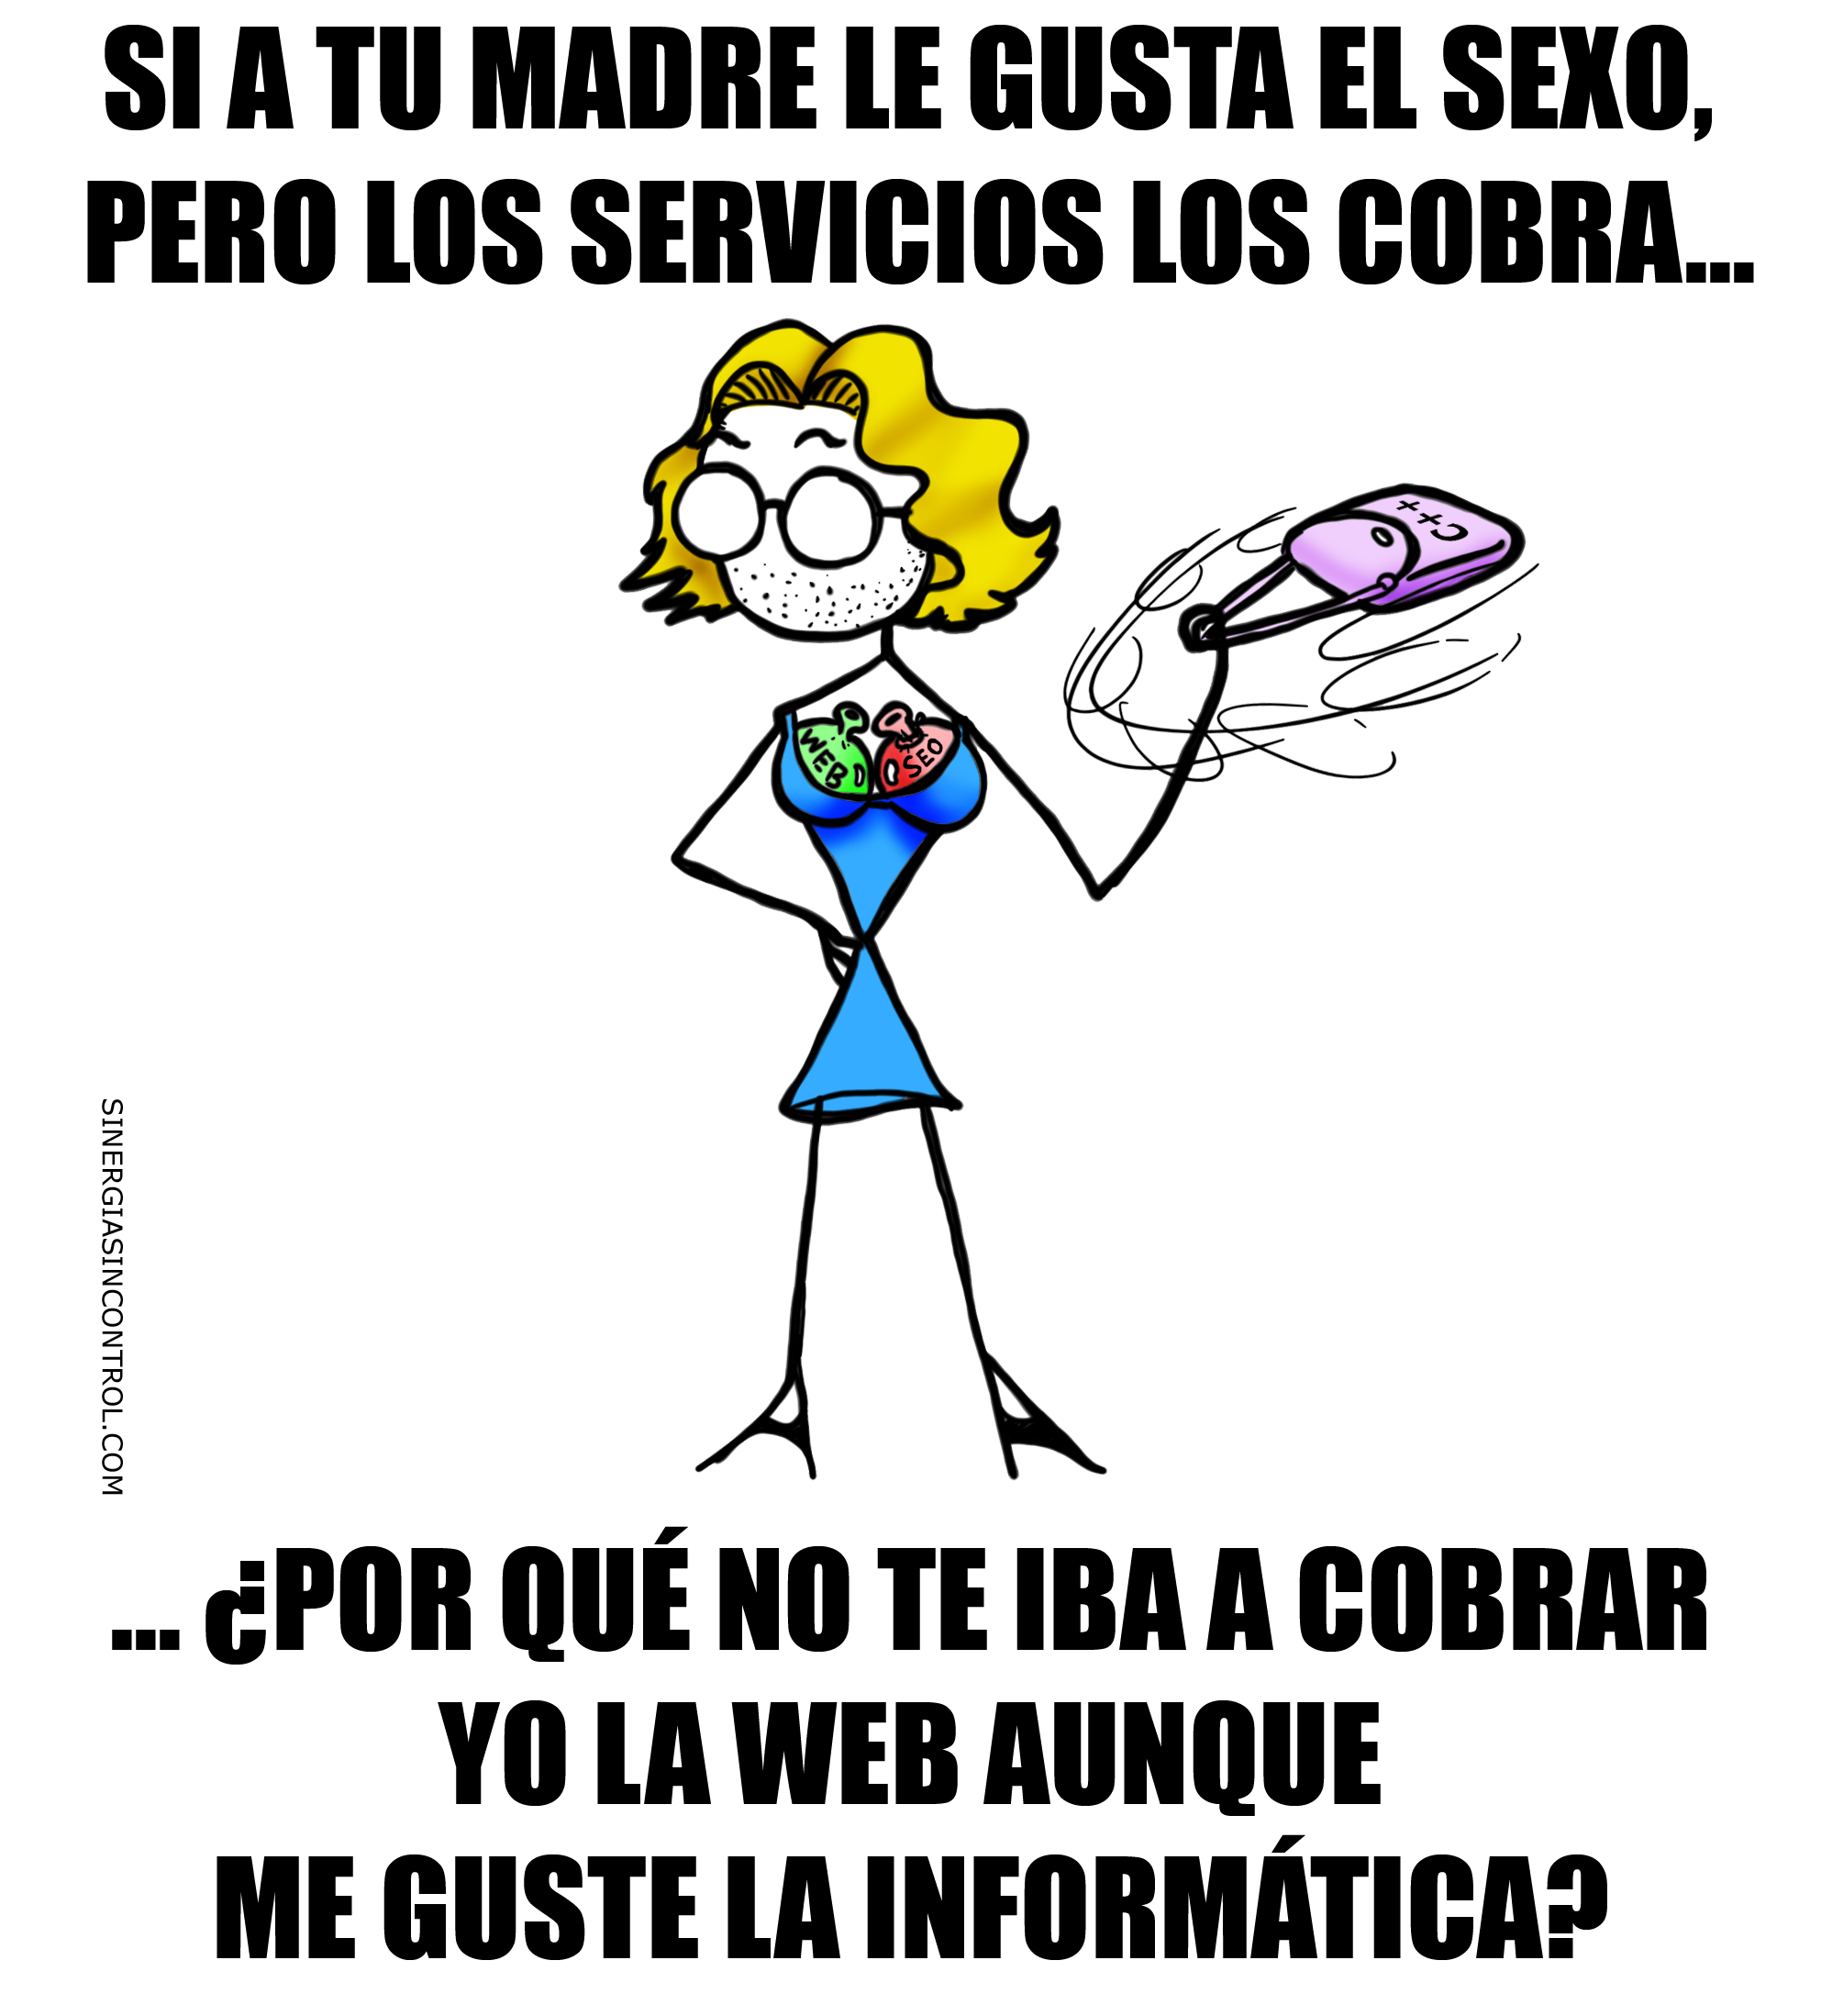 SI A TU MADRE LE GUSTA EL SEXO,
PERO LOS SERVICIOS LOS COBRA...
C++
WEB
SEO
SINERGIASINCONTROL.COM
... ¿POR QUÉ NO TE IBA A COBRAR
YO LA WEB AUNQUE
ME GUSTE LA INFORMÁTICA?